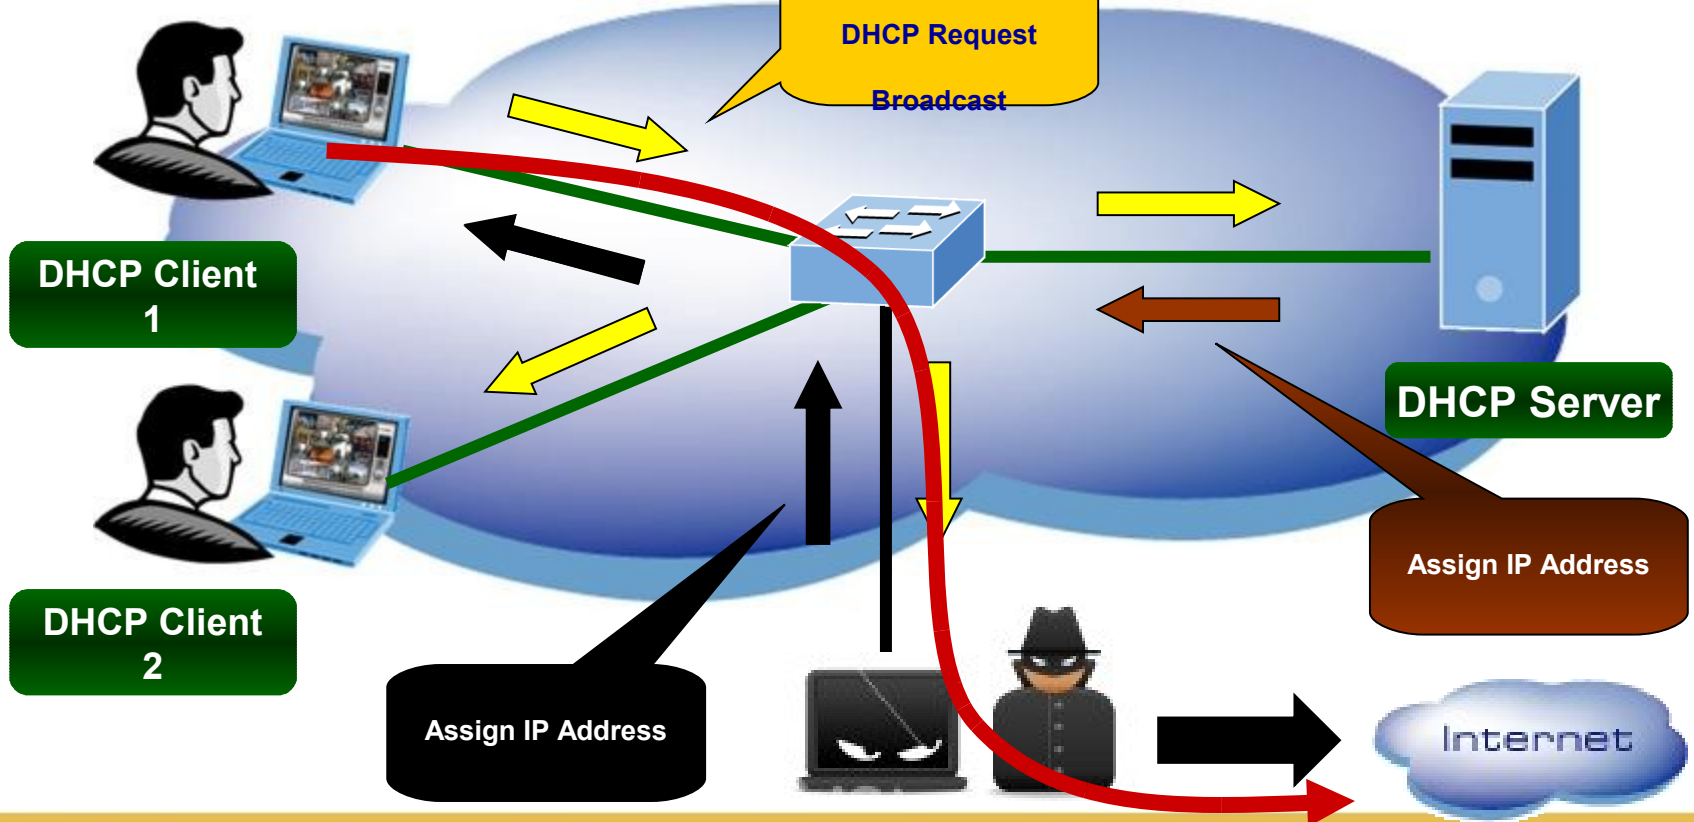 DHCP Request
Broadcast
DHCP Client
1
DHCP Server
Assign IP Address
DHCP Client
2
Assign IP Address
Internet